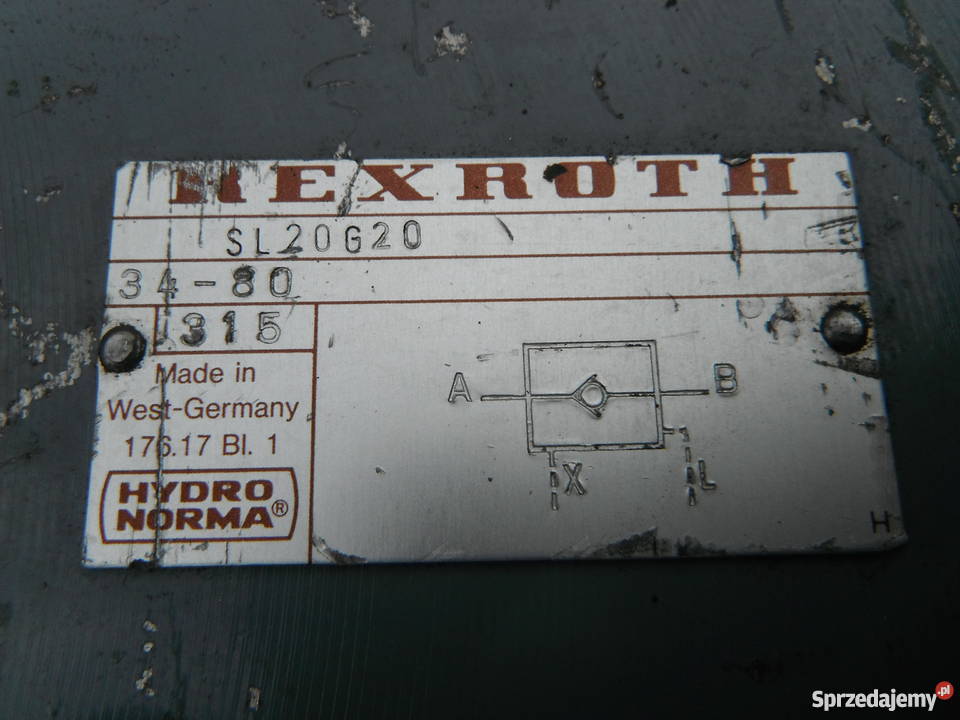 REXROTH
SL20G20
34-80
315
Made in
West-Germany
176.17 Bl. 1
HYDRO
NORMA®
A
B
X
L
H
Sprzedajemy.pl